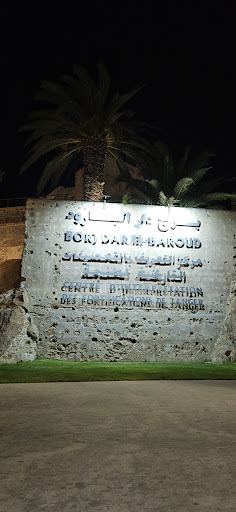 برج دار البارود
BORJ DAR EL-BAROUD
مركز التعريف بالتحصينات
التاريخية لطنجة
CENTRE D'INTERPRETATION
DES FORTIFICATIONS DE TANGER